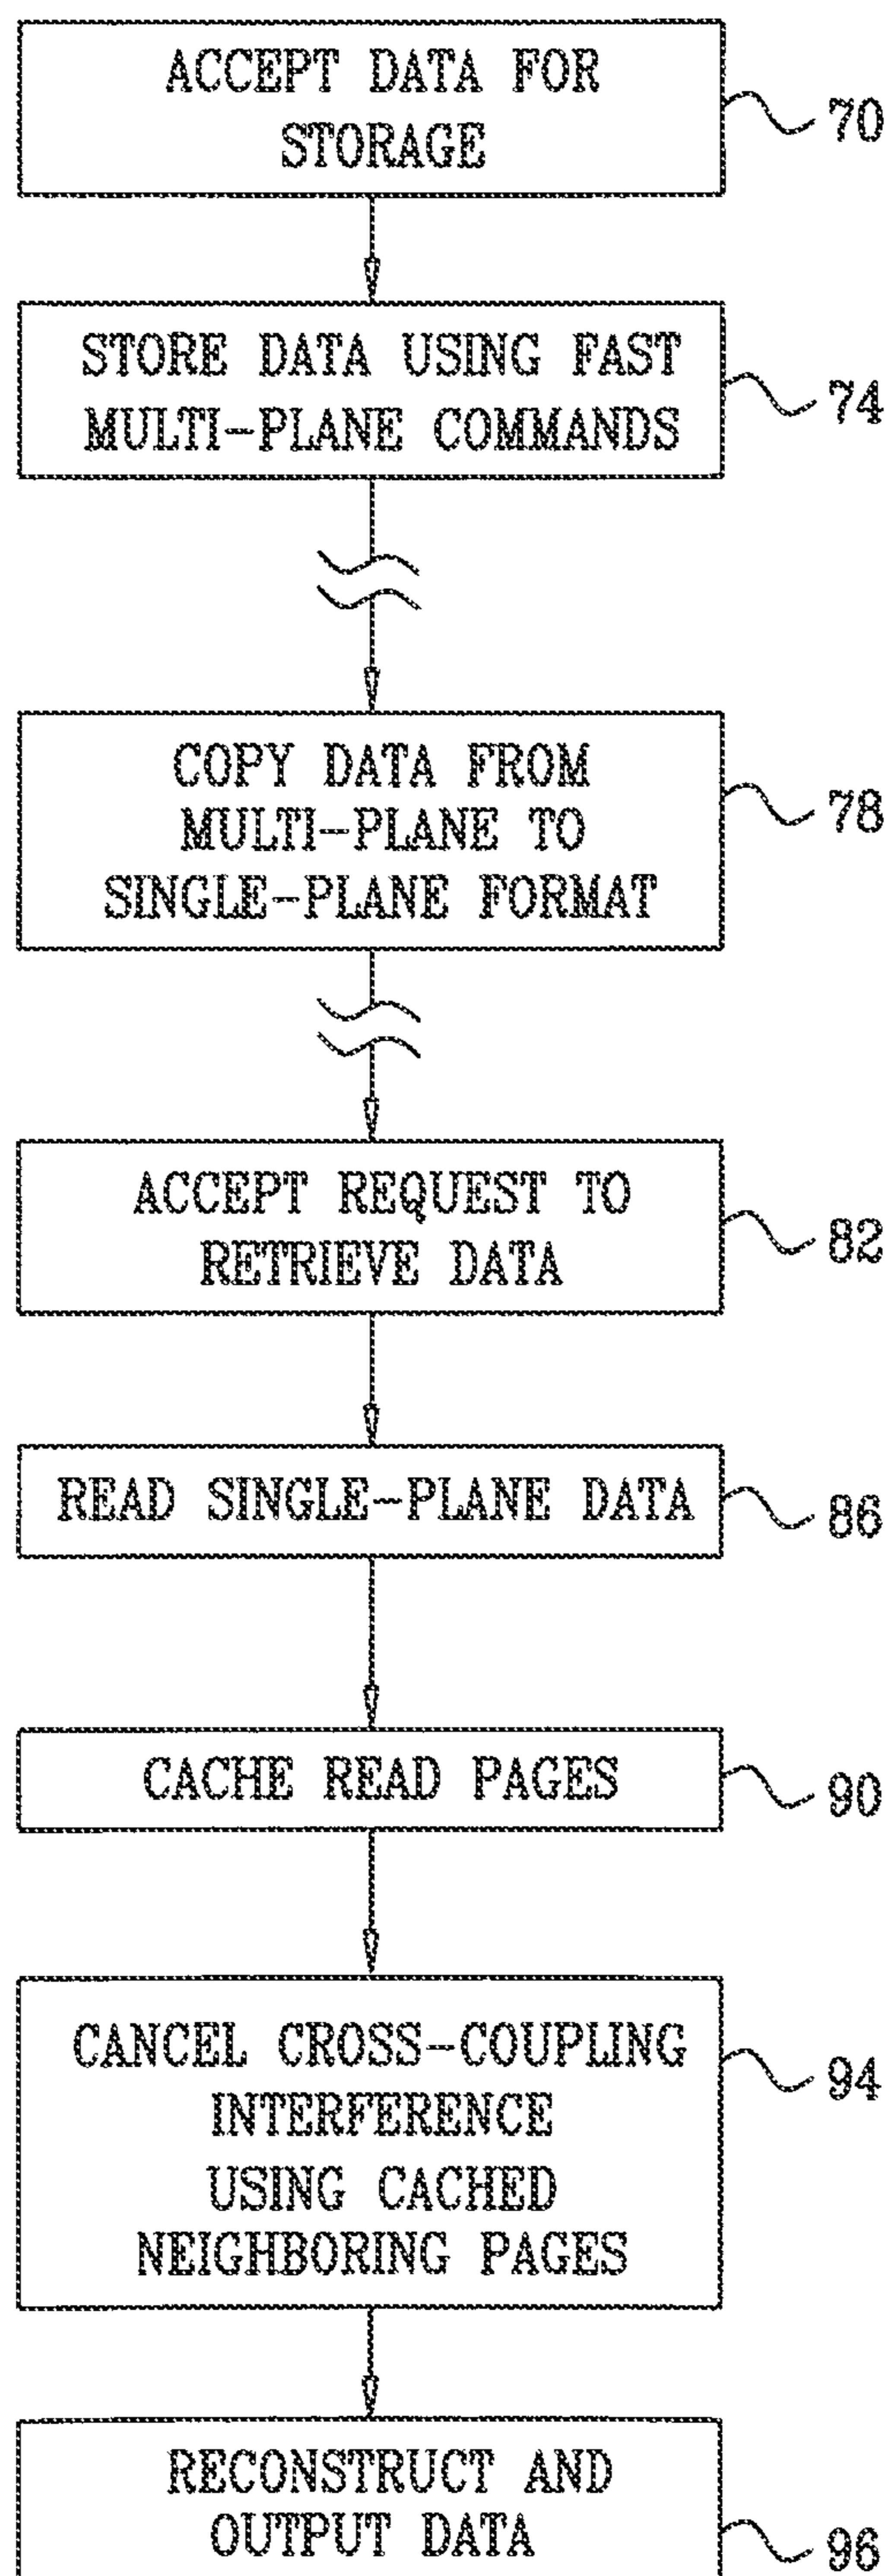 ACCEPT DATA FOR
STORAGE
70
STORE DATA USING FAST
MULTI-PLANE COMMANDS
74
COPY DATA FROM
MULTI-PLANE TO
SINGLE-PLANE FORMAT
78
ACCEPT REQUEST TO
RETRIEVE DATA
82
READ SINGLE-PLANE DATA
86
CACHE READ PAGES
90
CANCEL CROSS-COUPLING
INTERFERENCE
USING CACHED
NEIGHBORING PAGES
94
RECONSTRUCT AND
OUTPUT DATA
96